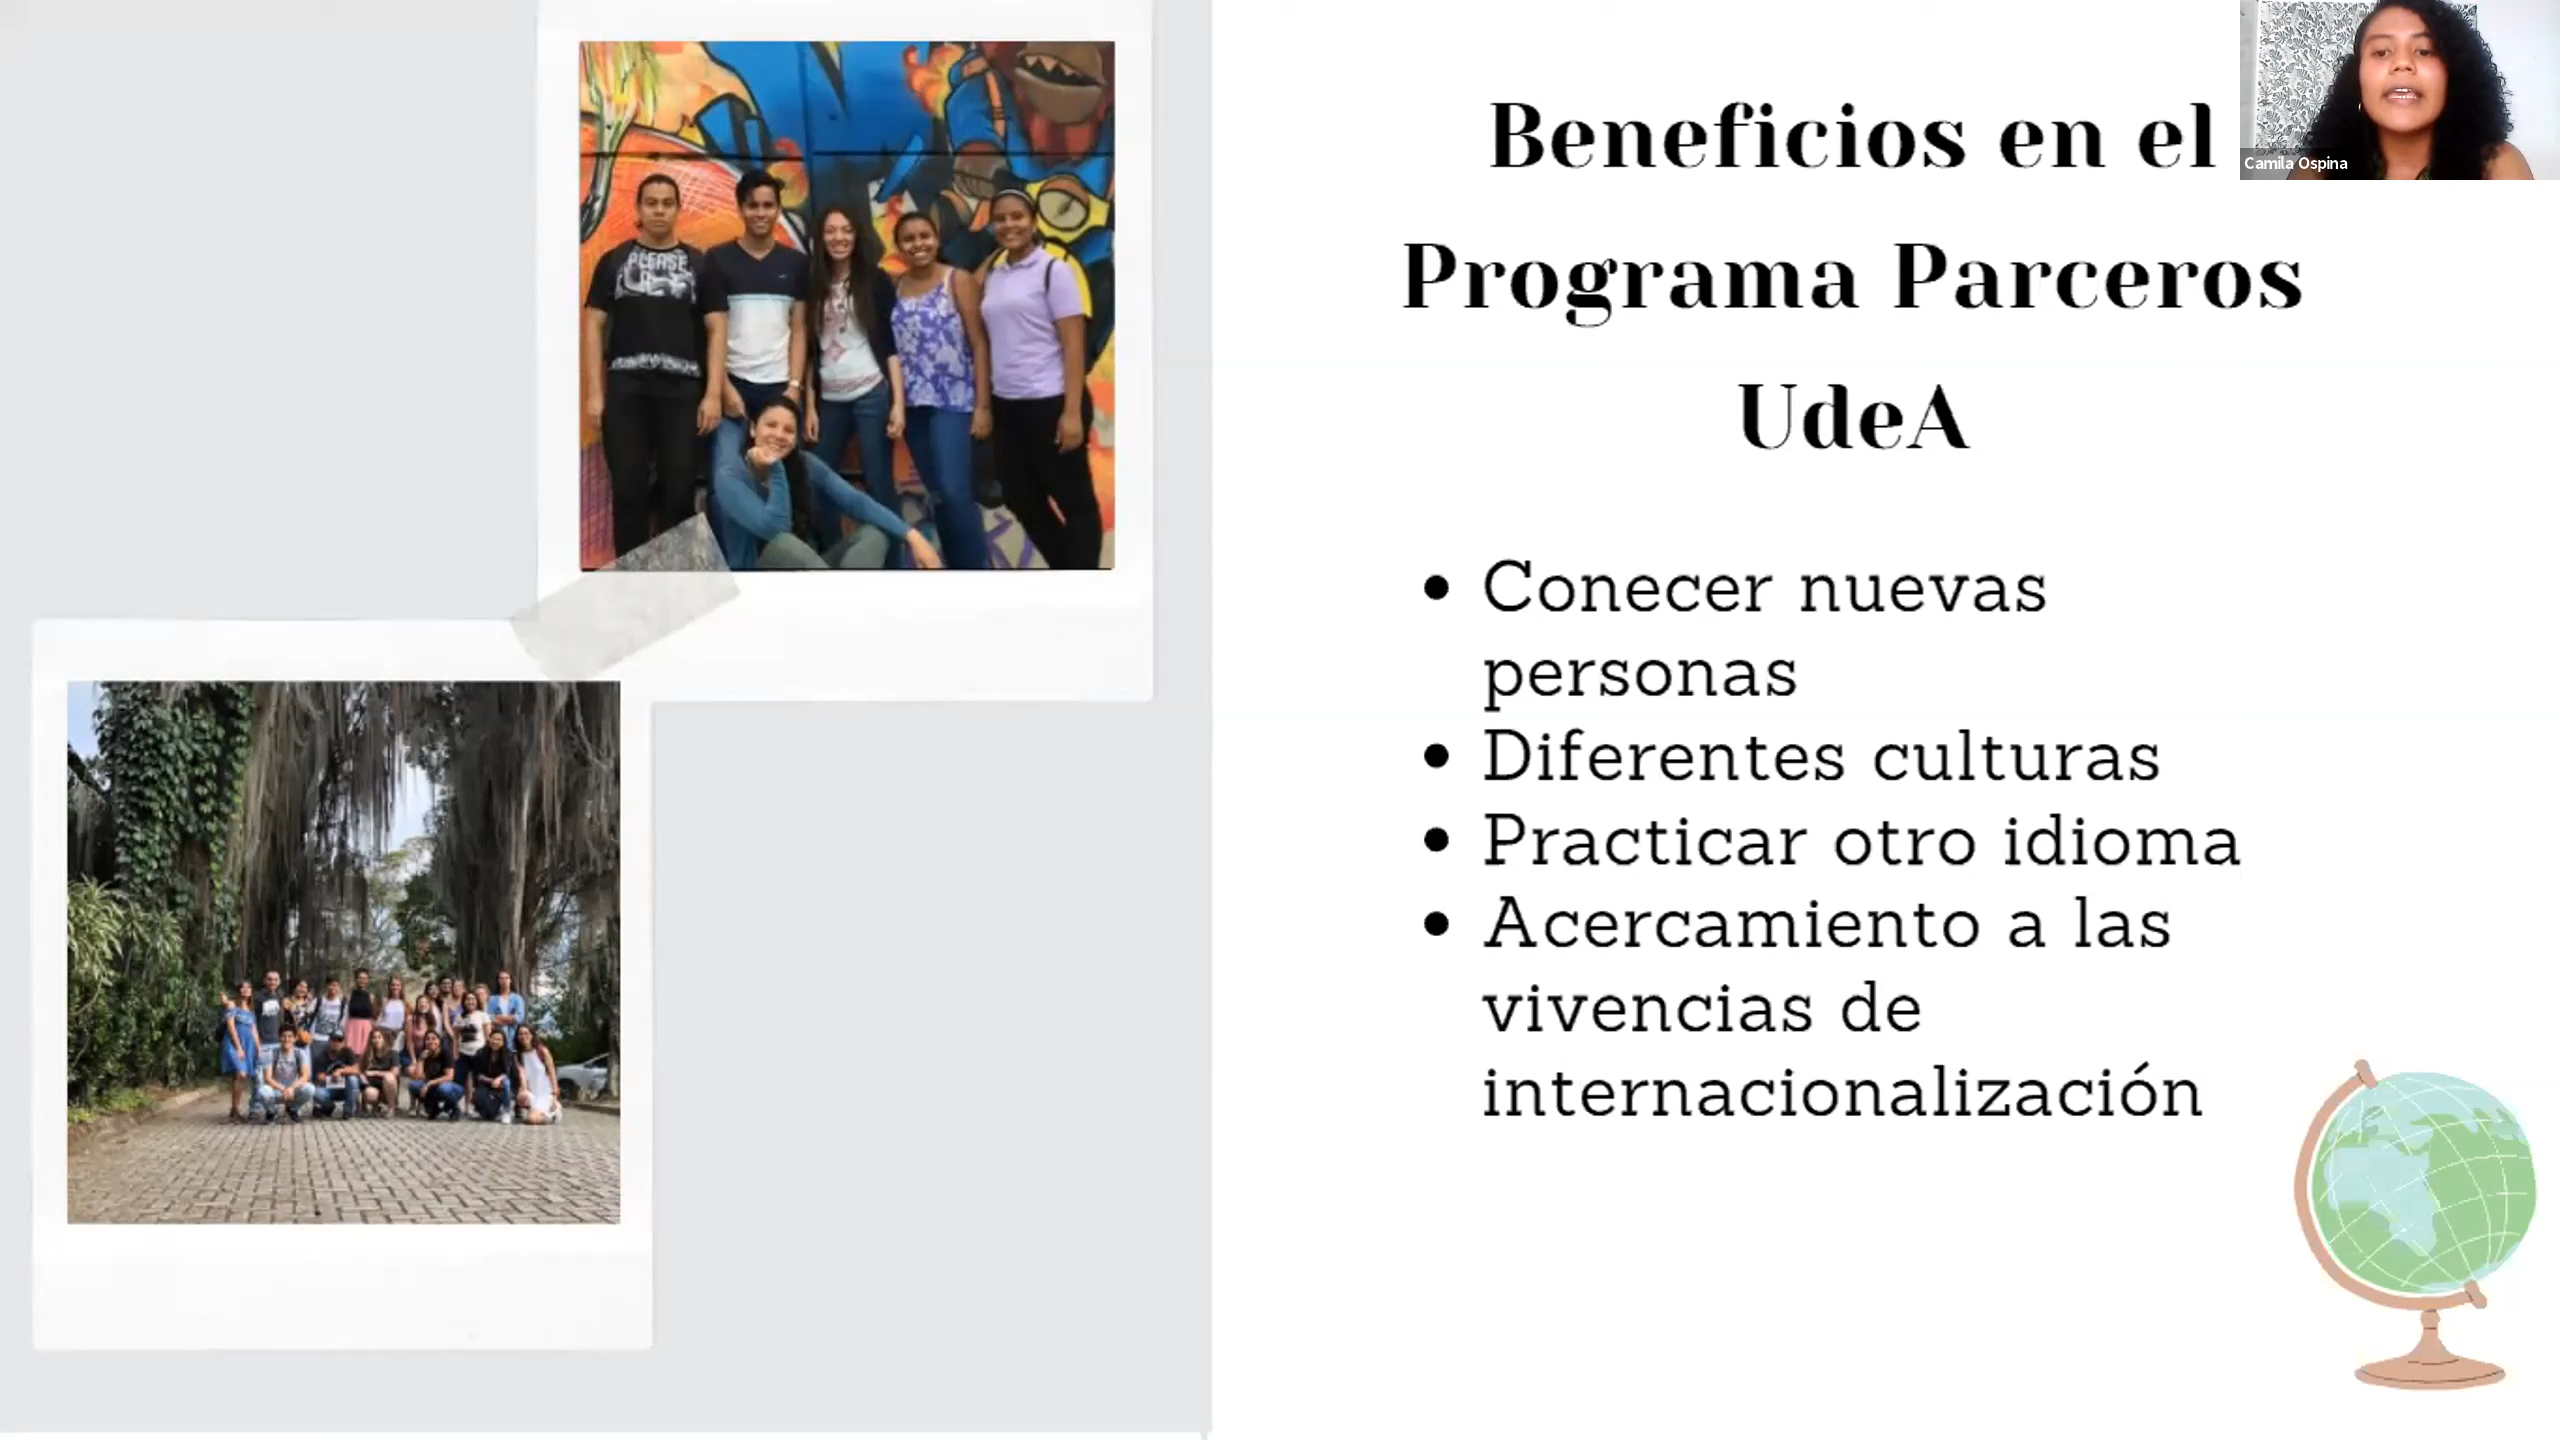 Beneficios en el
Programa Parceros
UdeA
Camila Ospina
• Conecer nuevas
personas
• Diferentes culturas
• Practicar otro idioma
• Acercamiento a las
vivencias de
internacionalización
PLEASE